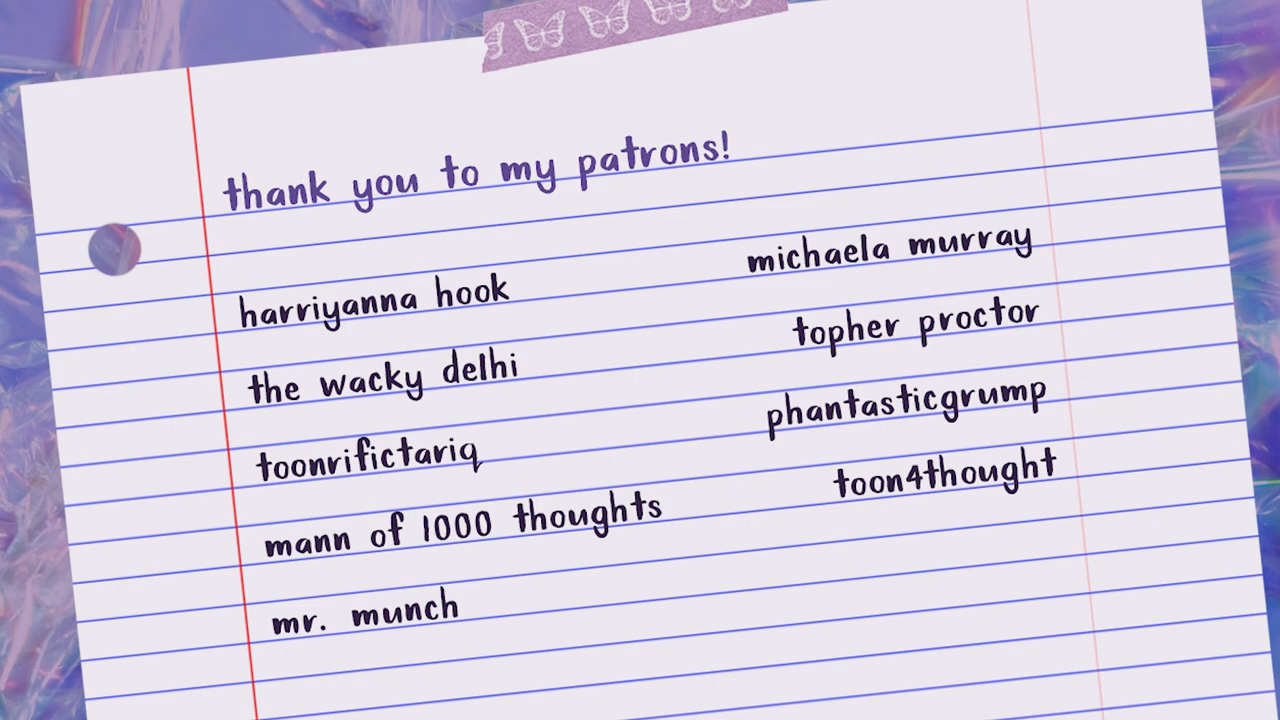 thank you to my patrons!
harriyanna hook
the wacky delhi
toonrifictariq
mann of 1000 thoughts
mr. munch
michaela murray
topher proctor
phantasticgrump
toon4thought